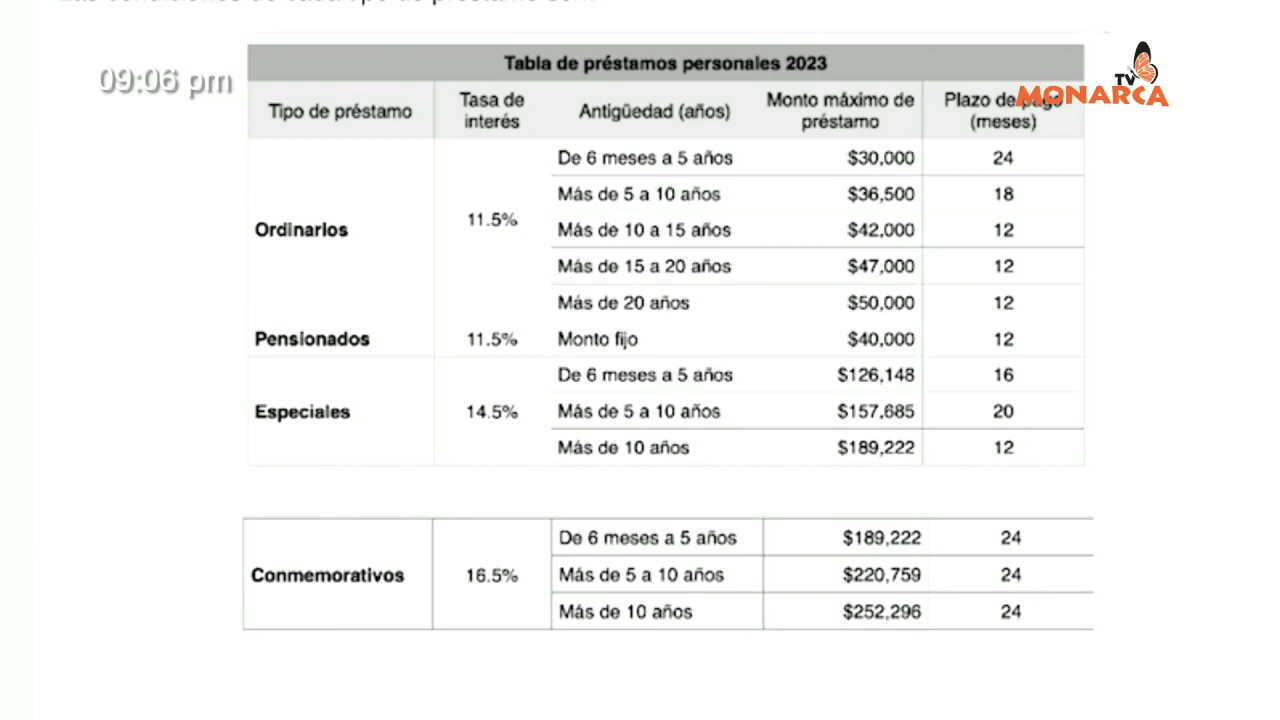 09:06 pm
TV
MONARCA
Tabla de préstamos personales 2023
Tipo de préstamo
Tasa de interés
Antigüedad (años)
Monto máximo de préstamo
Plazo de pago (meses)
Ordinarios
11.5%
De 6 meses a 5 años $30,000 24
Más de 5 a 10 años $36,500 18
Más de 10 a 15 años $42,000 12
Más de 15 a 20 años $47,000 12
Más de 20 años $50,000 12
Pensionados 11.5% Monto fijo $40,000 12
Especiales
14.5%
De 6 meses a 5 años $126,148 16
Más de 5 a 10 años $157,685 20
Más de 10 años $189,222 12
Conmemorativos
16.5%
De 6 meses a 5 años $189,222 24
Más de 5 a 10 años $220,759 24
Más de 10 años $252,296 24